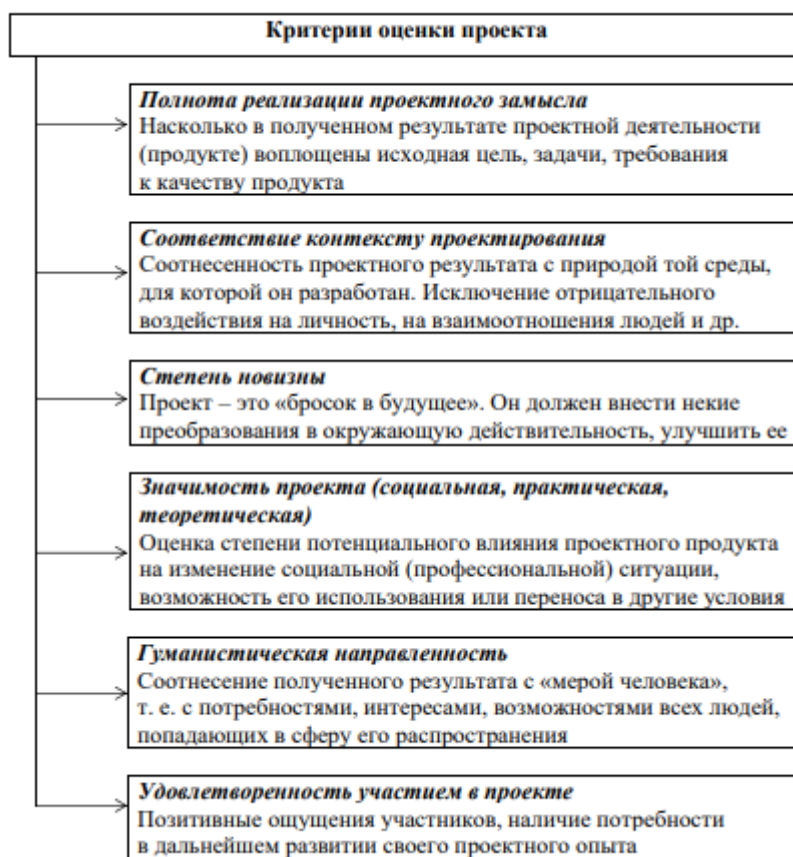 Критерии оценки проекта
Полнота реализации проектного замысла
Насколько в полученном результате проектной деятельности
(продукте) воплощены исходная цель, задачи, требования
к качеству продукта
Соответствие контексту проектирования
Соотнесенность проектного результата с природой той среды,
для которой он разработан. Исключение отрицательного
воздействия на личность, на взаимоотношения людей и др.
Степень новизны
Проект – это «бросок в будущее». Он должен внести некие
преобразования в окружающую действительность, улучшить ее
Значимость проекта (социальная, практическая,
теоретическая)
Оценка степени потенциального влияния проектного продукта
на изменение социальной (профессиональной) ситуации,
возможность его использования или переноса в другие условия
Гуманистическая направленность
Соотнесение полученного результата с «мерой человека»,
т. е. с потребностями, интересами, возможностями всех людей,
попадающих в сферу его распространения
Удовлетворенность участием в проекте
Позитивные ощущения участников, наличие потребности
в дальнейшем развитии своего проектного опыта